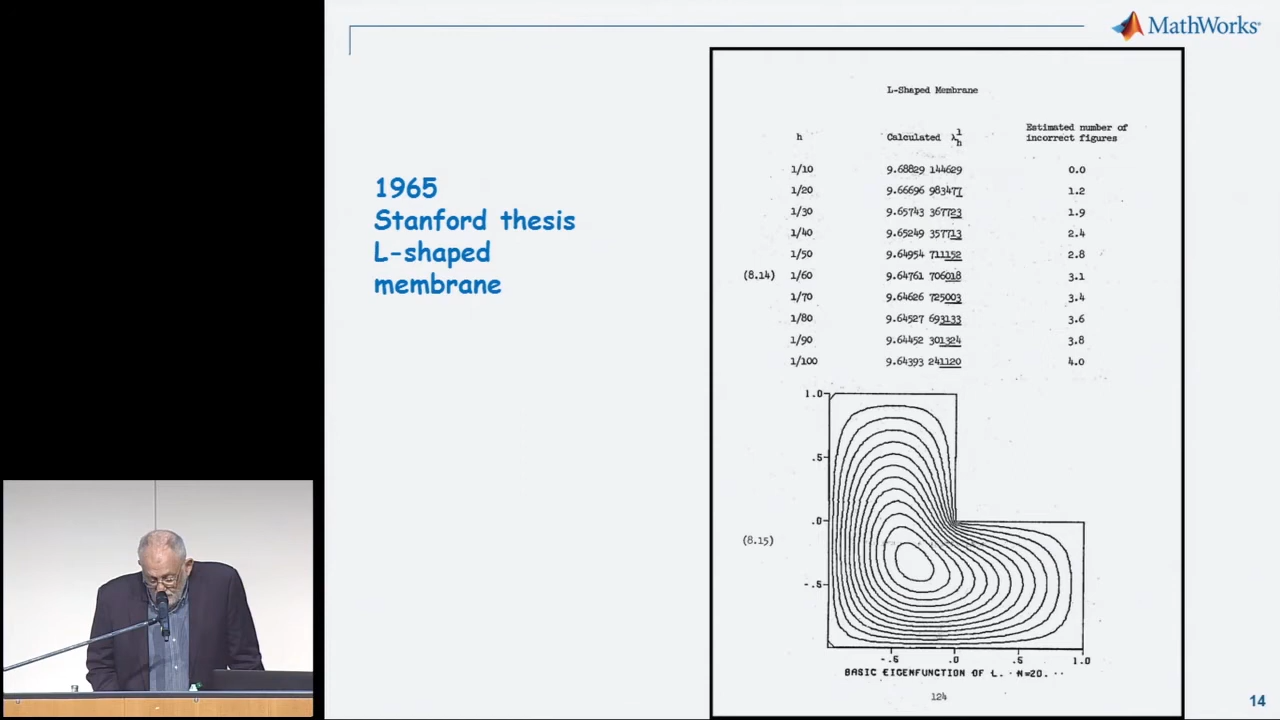 MathWorks®
1965
Stanford thesis
L-shaped
membrane
L-Shaped Membrane
h Calculated λ¹ₕ Estimated number of incorrect figures
1/10 9.68829 144629 0.0
1/20 9.66696 983477 1.2
1/30 9.65743 367723 1.9
1/40 9.65249 357713 2.4
1/50 9.64954 711152 2.8
(8.14) 1/60 9.64761 706018 3.1
1/70 9.64626 725003 3.4
1/80 9.64527 693133 3.6
1/90 9.64452 301324 3.8
1/100 9.64393 241120 4.0
1.0
.5
.0
(8.15)
-.5
-.5 .0 .5 1.0
BASIC EIGENFUNCTION OF L. N=20.
124
14